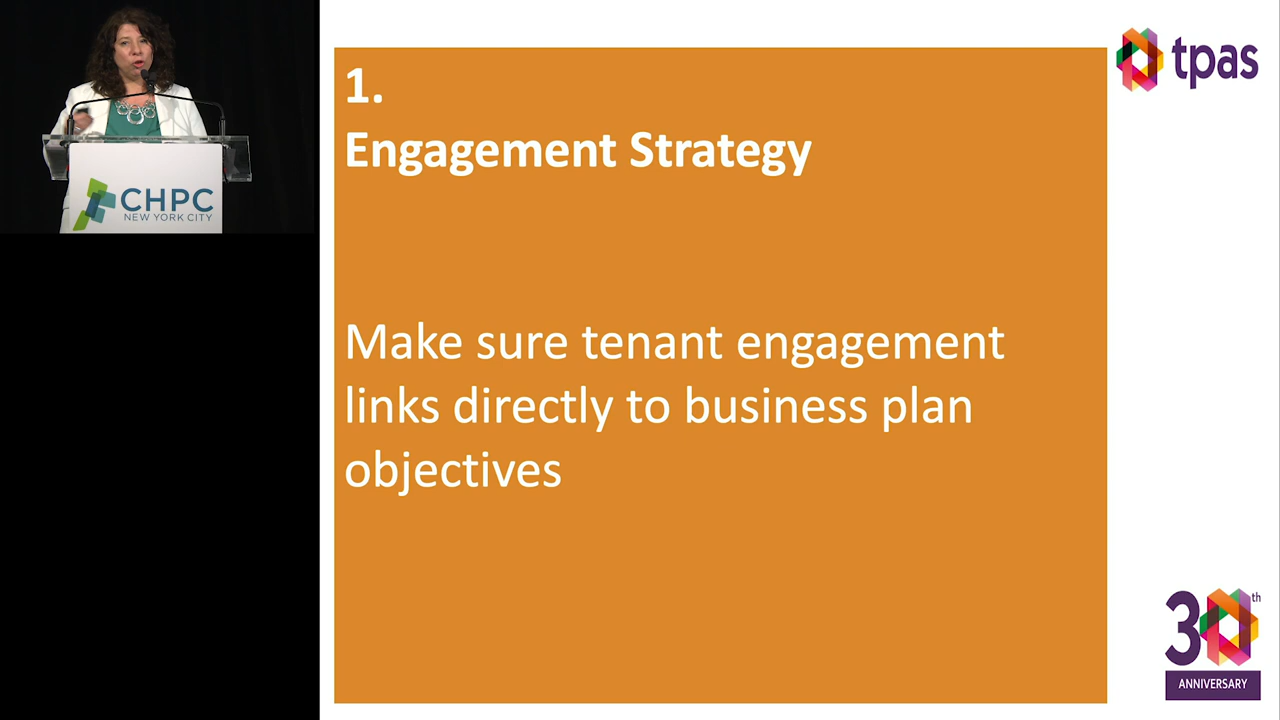 CHPC
NEW YORK CITY
1.
Engagement Strategy
Make sure tenant engagement
links directly to business plan
objectives
tpas
30th
ANNIVERSARY